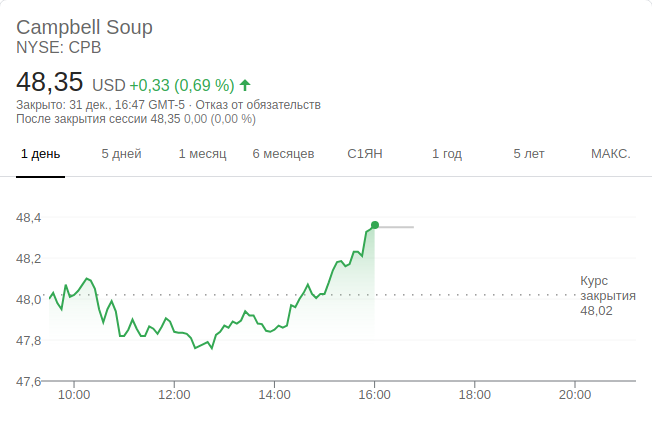 Campbell Soup
NYSE: CPB
48,35 USD +0,33 (0,69 %)
Закрыто: 31 дек., 16:47 GMT-5 · Отказ от обязательств
После закрытия сессии 48,35 0,00 (0,00 %)
1 день 5 дней 1 месяц 6 месяцев С1ЯН 1 год 5 лет МАКС.
48,4
48,2
48,0
47,8
47,6
Курс
закрытия
48,02
10:00 12:00 14:00 16:00 18:00 20:00